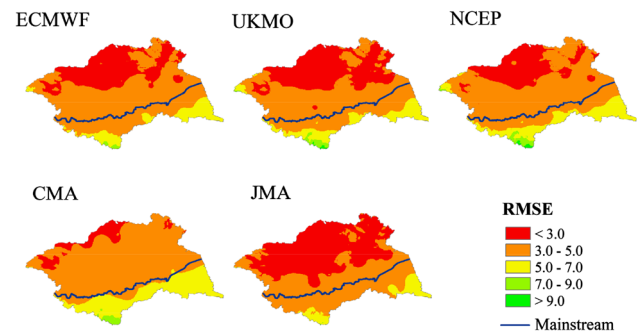 ECMWF
UKMO
NCEP
CMA
JMA
RMSE
< 3.0
3.0 - 5.0
5.0 - 7.0
7.0 - 9.0
> 9.0
Mainstream